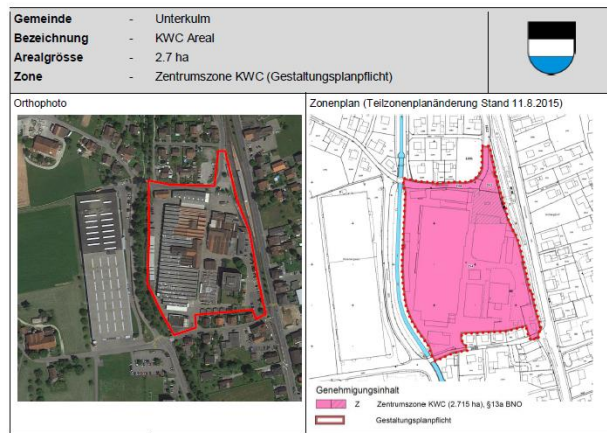 Gemeinde - Unterkulm
Bezeichnung - KWC Areal
Arealgrösse - 2.7 ha
Zone - Zentrumszone KWC (Gestaltungsplanpflicht)
Orthophoto
Zonenplan (Teilzonenplanänderung Stand 11.8.2015)
Genehmigungsinhalt
Z Zentrumszone KWC (2.715 ha), §13a BNO
Gestaltungsplanpflicht